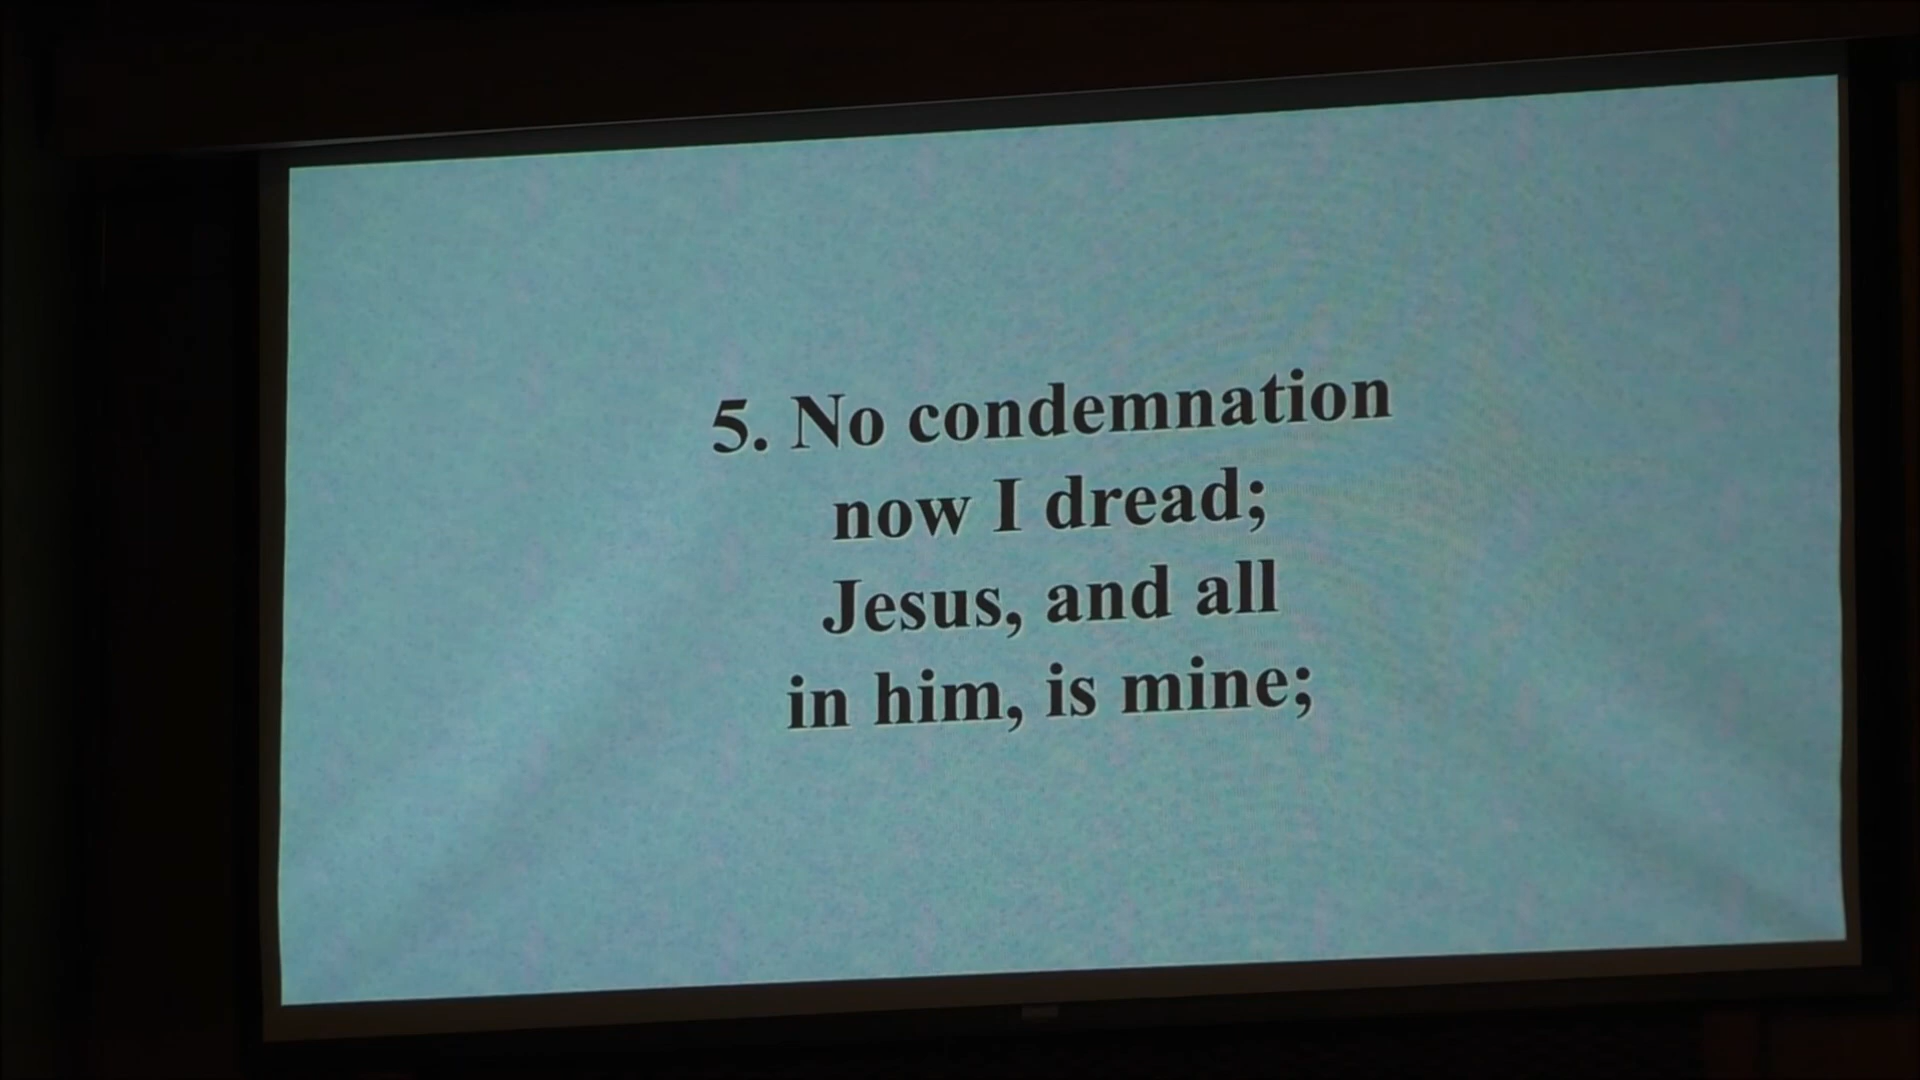 5. No condemnation
now I dread;
Jesus, and all
in him, is mine;